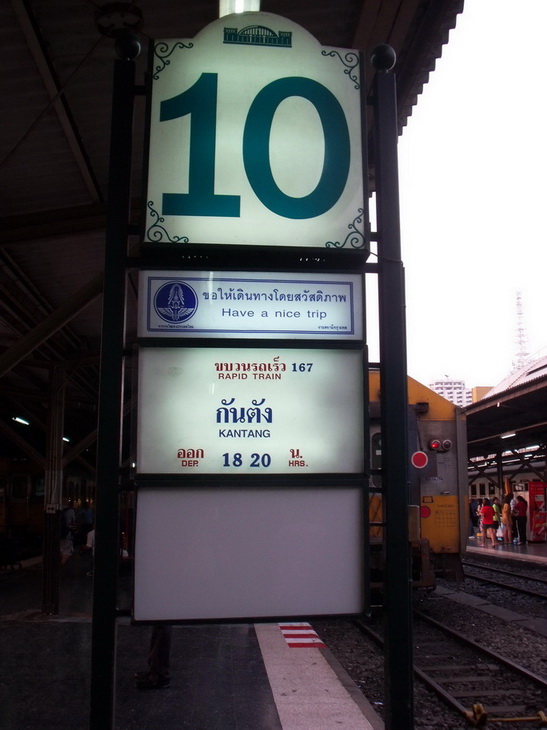 10
ขอให้เดินทางโดยสวัสดิภาพ
Have a nice trip
ขบวนรถเร็ว 167
RAPID TRAIN
กันตัง
KANTANG
ออก 18 20 น.
DEP. HRS.